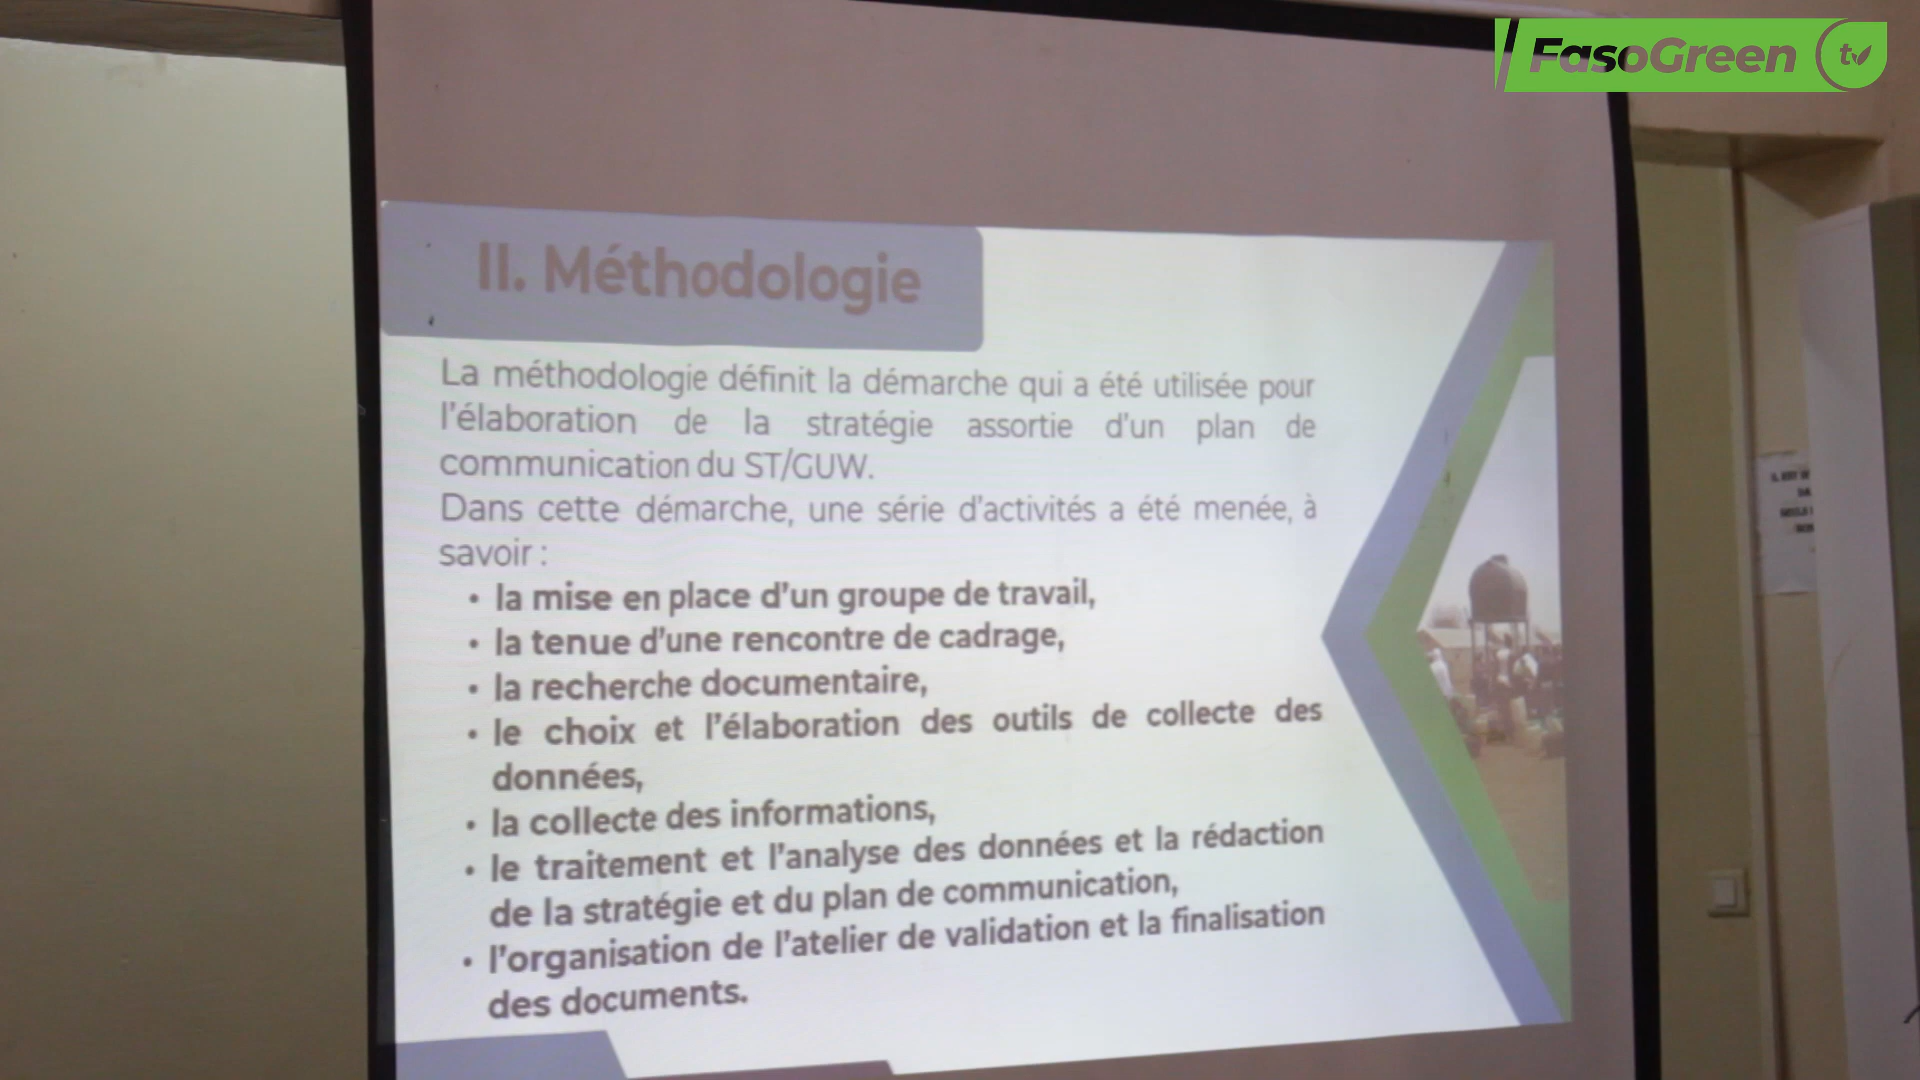 FasoGreen tv
II. Méthodologie
La méthodologie définit la démarche qui a été utilisée pour
l'élaboration de la stratégie assortie d'un plan de
communication du ST/GUW.
Dans cette démarche, une série d'activités a été menée, à
savoir :
• la mise en place d'un groupe de travail,
• la tenue d'une rencontre de cadrage,
• la recherche documentaire,
• le choix et l'élaboration des outils de collecte des
données,
• la collecte des informations,
• le traitement et l'analyse des données et la rédaction
de la stratégie et du plan de communication,
• l'organisation de l'atelier de validation et la finalisation
des documents.